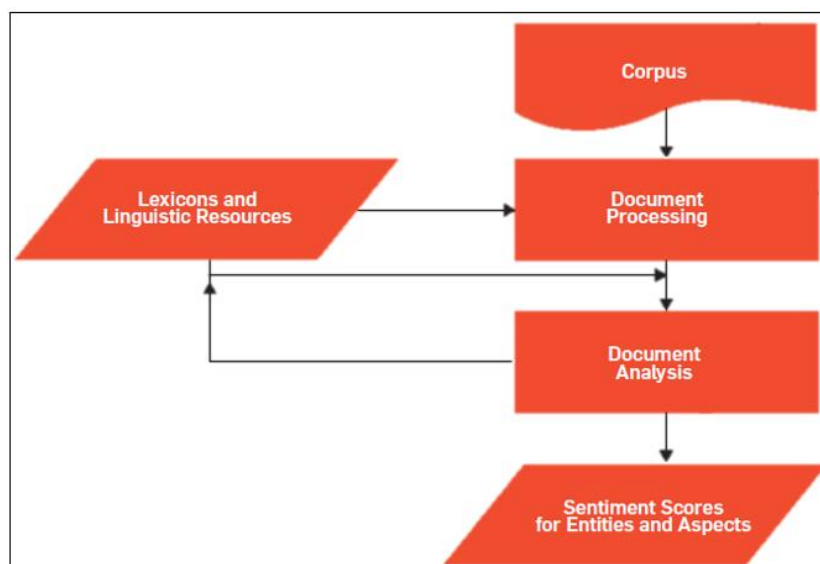 Corpus
Lexicons and
Linguistic Resources
Document
Processing
Document
Analysis
Sentiment Scores
for Entities and Aspects